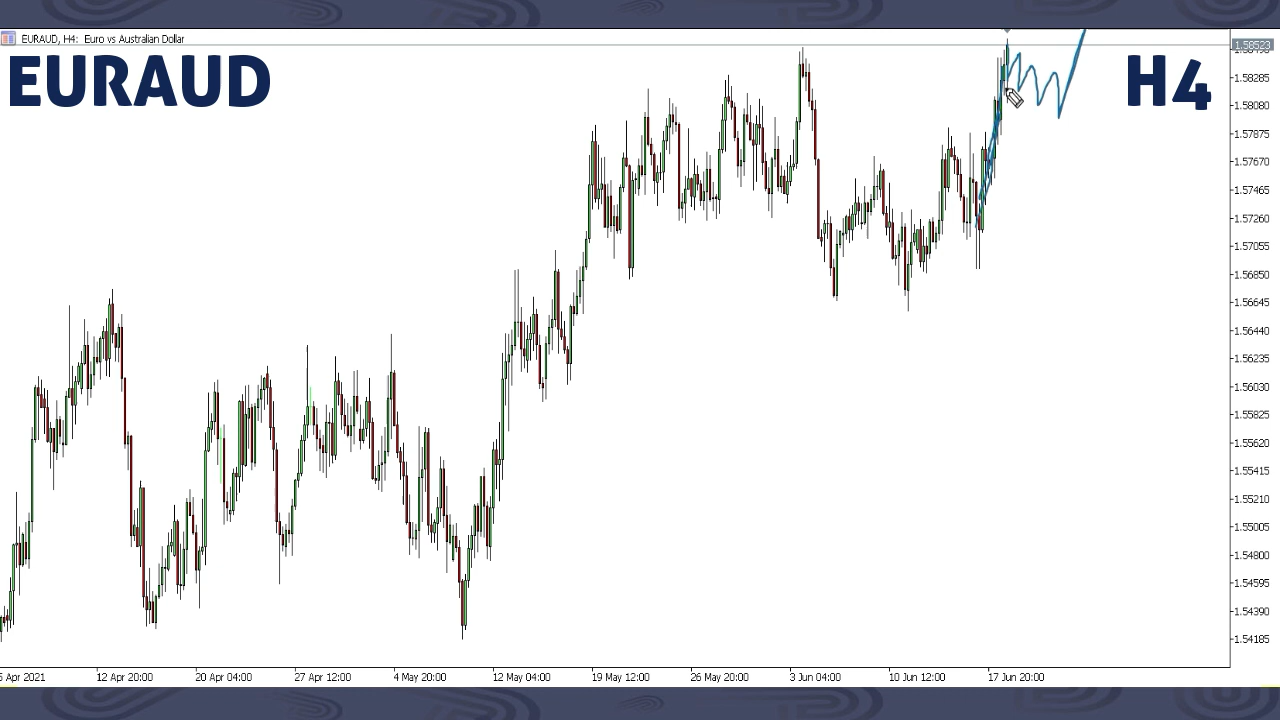 EURAUD, H4: Euro vs Australian Dollar
EURAUD
H4
1.58523
1.58285
1.58080
1.57875
1.57670
1.57465
1.57260
1.57055
1.56850
1.56645
1.56440
1.56235
1.56030
1.55825
1.55620
1.55415
1.55210
1.55005
1.54800
1.54595
1.54390
1.54185
Apr 2021
12 Apr 20:00
20 Apr 04:00
27 Apr 12:00
4 May 20:00
12 May 04:00
19 May 12:00
26 May 20:00
3 Jun 04:00
10 Jun 12:00
17 Jun 20:00